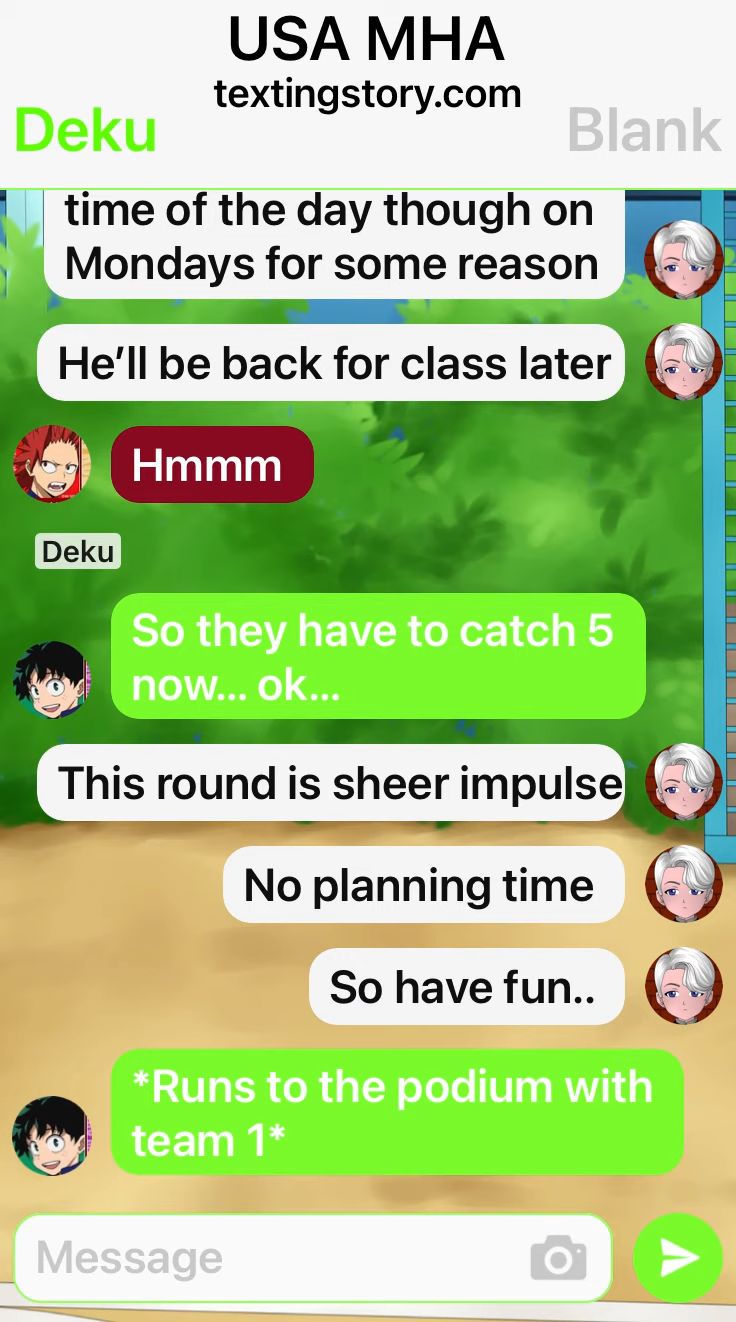 USA MHA
textingstory.com
Deku
Blank
time of the day though on
Mondays for some reason
He’ll be back for class later
Hmmm
Deku
So they have to catch 5
now... ok...
This round is sheer impulse
No planning time
So have fun..
*Runs to the podium with
team 1*
Message